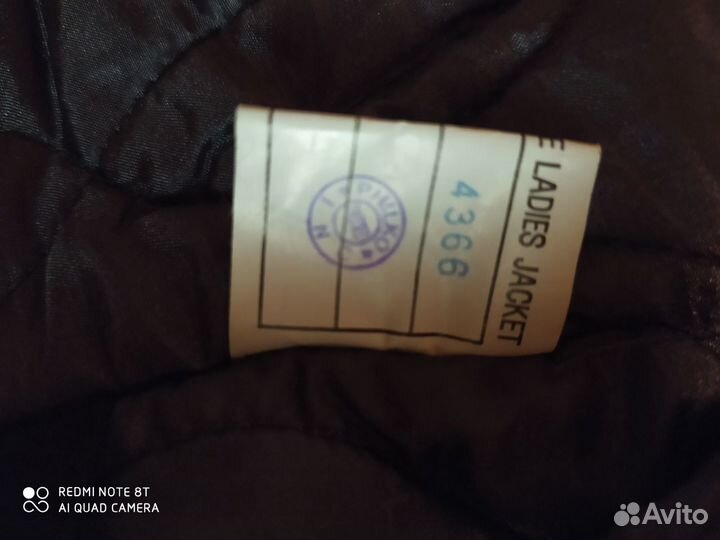 E LADIES JACKET
4366
REDMI NOTE 8T
AI QUAD CAMERA
Avito